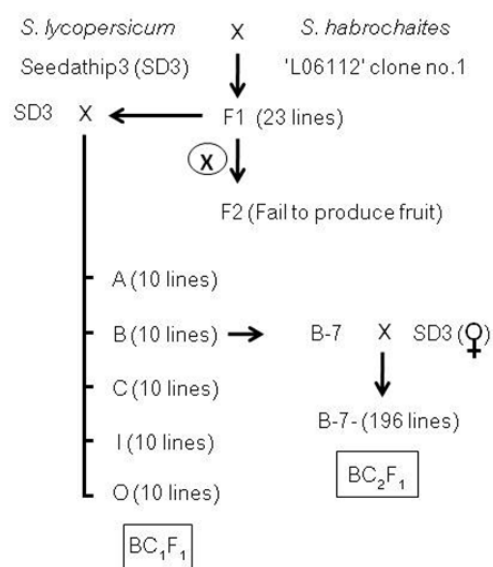 S. lycopersicum X S. habrochaites
Seedathip3 (SD3) 'L06112' clone no.1
SD3 X F1 (23 lines)
X
F2 (Fail to produce fruit)
A (10 lines)
B (10 lines) B-7 X SD3 (♀)
C (10 lines)
B-7- (196 lines)
I (10 lines)
BC₂F₁
O (10 lines)
BC₁F₁